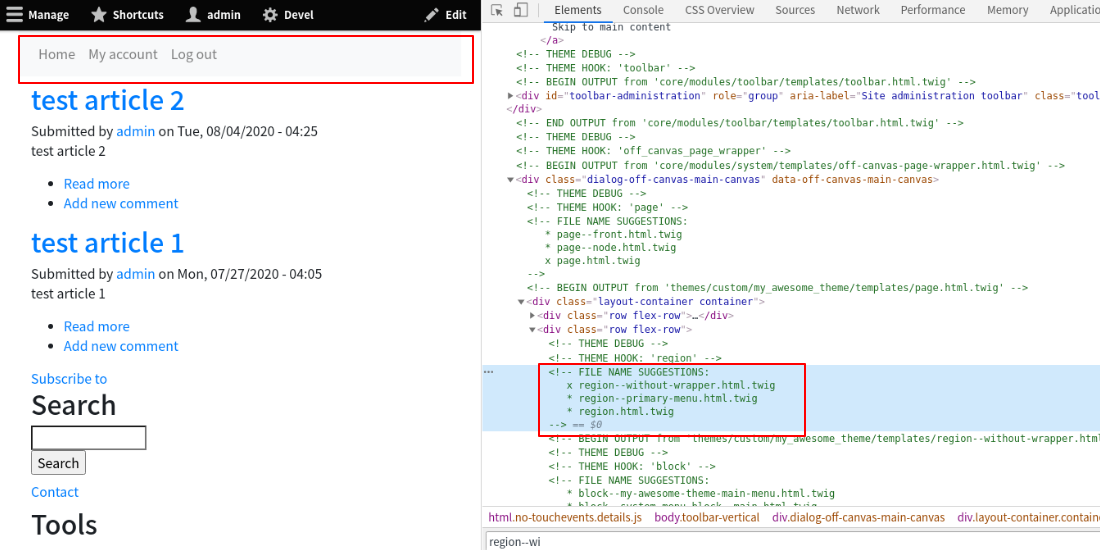 Manage Shortcuts admin Devel Edit
Home My account Log out
test article 2
Submitted by admin on Tue, 08/04/2020 - 04:25
test article 2
Read more
Add new comment
test article 1
Submitted by admin on Mon, 07/27/2020 - 04:05
test article 1
Read more
Add new comment
Subscribe to
Search
Search
Contact
Tools
Elements Console CSS Overview Sources Network Performance Memory Applicati
Skip to main content
</a>
<!-- THEME DEBUG -->
<!-- THEME HOOK: 'toolbar' -->
<!-- BEGIN OUTPUT from 'core/modules/toolbar/templates/toolbar.html.twig' -->
<div id="toolbar-administration" role="group" aria-label="Site administration toolbar" class="tool
</div>
<!-- END OUTPUT from 'core/modules/toolbar/templates/toolbar.html.twig' -->
<!-- THEME DEBUG -->
<!-- THEME HOOK: 'off_canvas_page_wrapper' -->
<!-- BEGIN OUTPUT from 'core/modules/system/templates/off-canvas-page-wrapper.html.twig' -->
<div class="dialog-off-canvas-main-canvas" data-off-canvas-main-canvas>
<!-- THEME DEBUG -->
<!-- THEME HOOK: 'page' -->
<!-- FILE NAME SUGGESTIONS:
* page--front.html.twig
* page--node.html.twig
x page.html.twig
-->
<!-- BEGIN OUTPUT from 'themes/custom/my_awesome_theme/templates/page.html.twig' -->
<div class="layout-container container">
<div class="row flex-row">…</div>
<div class="row flex-row">
<!-- THEME DEBUG -->
<!-- THEME HOOK: 'region' -->
<!-- FILE NAME SUGGESTIONS:
x region--without-wrapper.html.twig
* region--primary-menu.html.twig
* region.html.twig
--> == $0
<!-- BEGIN OUTPUT from 'themes/custom/my_awesome_theme/templates/region--without-wrapper.html
<!-- THEME DEBUG -->
<!-- THEME HOOK: 'block' -->
<!-- FILE NAME SUGGESTIONS:
* block--my-awesome-theme-main-menu.html.twig
* block--system-menu-block--main.html.twig
html.no-touchevents.details.js body.toolbar-vertical div.dialog-off-canvas-main-canvas div.layout-container.containe
region--wi